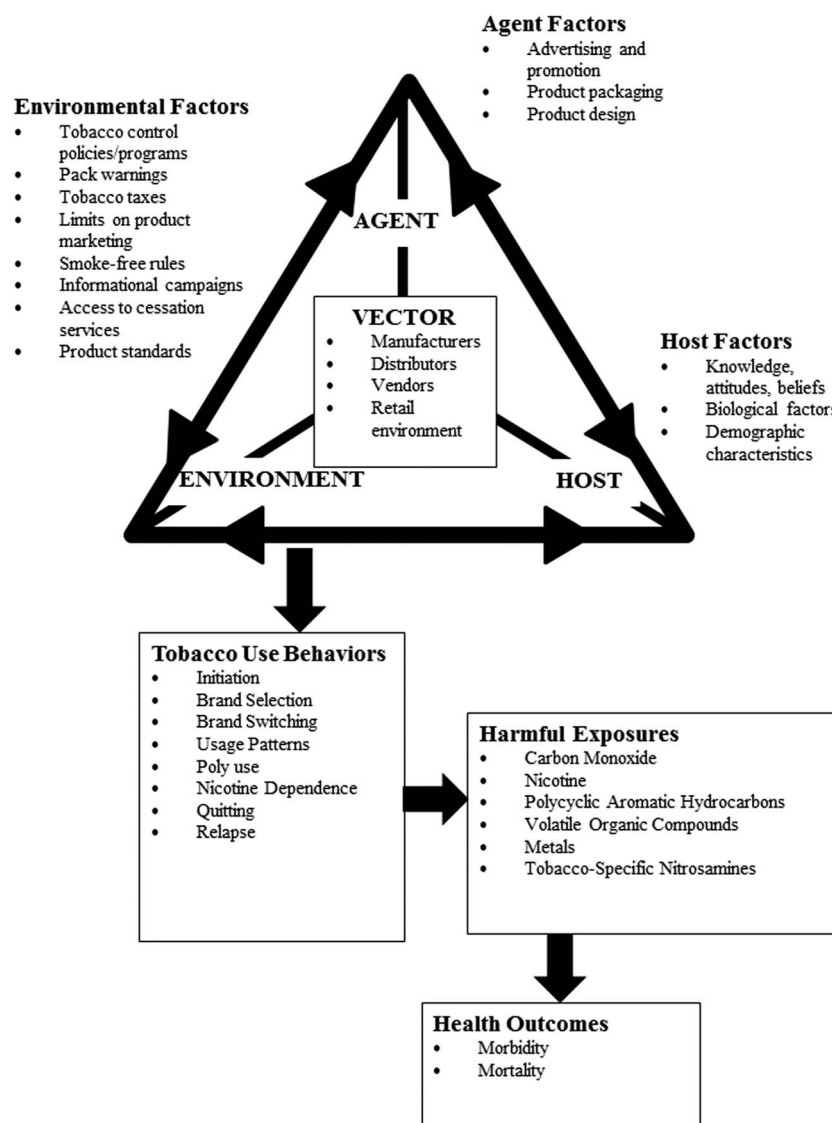 Agent Factors
• Advertising and
promotion
• Product packaging
• Product design
Environmental Factors
• Tobacco control
policies/programs
• Pack warnings
• Tobacco taxes
• Limits on product
marketing
• Smoke-free rules
• Informational campaigns
• Access to cessation
services
• Product standards
AGENT
VECTOR
• Manufacturers
• Distributors
• Vendors
• Retail
environment
Host Factors
• Knowledge,
attitudes, beliefs
• Biological factors
• Demographic
characteristics
ENVIRONMENT
HOST
Tobacco Use Behaviors
• Initiation
• Brand Selection
• Brand Switching
• Usage Patterns
• Poly use
• Nicotine Dependence
• Quitting
• Relapse
Harmful Exposures
• Carbon Monoxide
• Nicotine
• Polycyclic Aromatic Hydrocarbons
• Volatile Organic Compounds
• Metals
• Tobacco-Specific Nitrosamines
Health Outcomes
• Morbidity
• Mortality